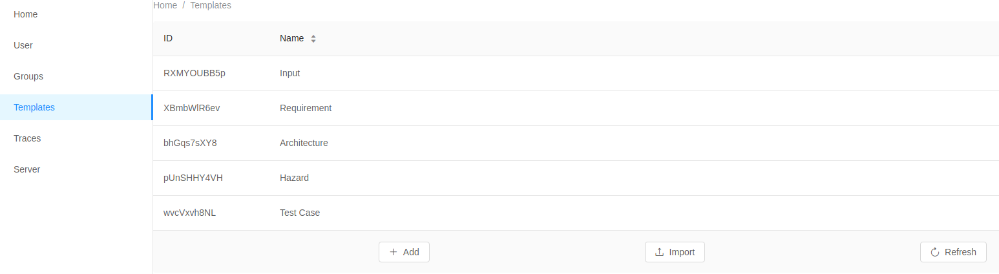 Home
User
Groups
Templates
Traces
Server
Home / Templates
ID Name
RXMYOUBB5p Input
XBmbWlR6ev Requirement
bhGqs7sXY8 Architecture
pUnSHHY4VH Hazard
wvcVxvh8NL Test Case
Add Import Refresh